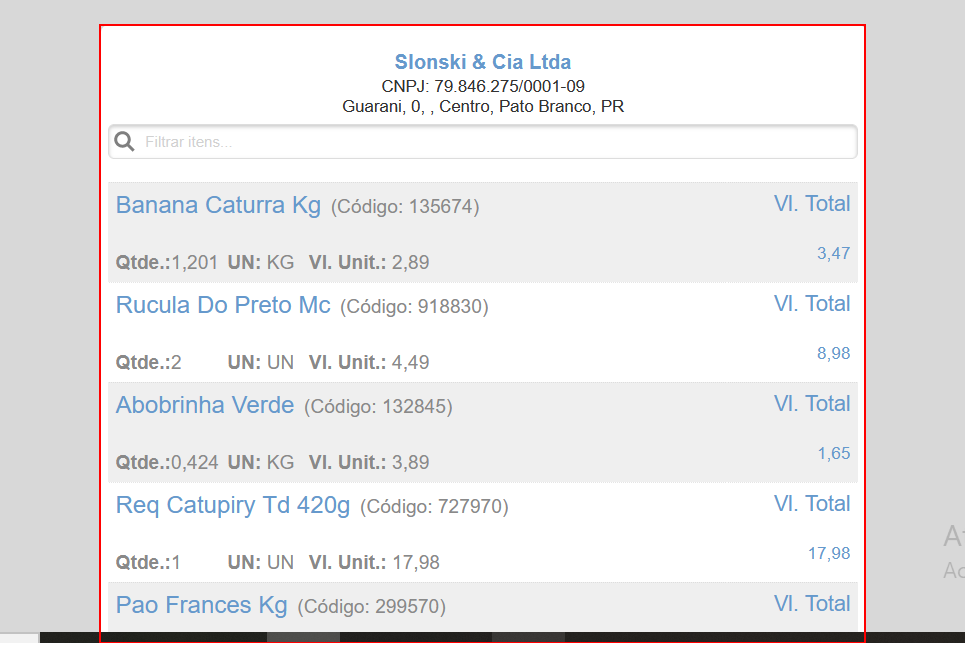 Slonski & Cia Ltda
CNPJ: 79.846.275/0001-09
Guarani, 0, , Centro, Pato Branco, PR
Filtrar itens...
Banana Caturra Kg (Código: 135674) Vl. Total
Qtde.:1,201 UN: KG Vl. Unit.: 2,89 3,47
Rucula Do Preto Mc (Código: 918830) Vl. Total
Qtde.:2 UN: UN Vl. Unit.: 4,49 8,98
Abobrinha Verde (Código: 132845) Vl. Total
Qtde.:0,424 UN: KG Vl. Unit.: 3,89 1,65
Req Catupiry Td 420g (Código: 727970) Vl. Total
Qtde.:1 UN: UN Vl. Unit.: 17,98 17,98
Pao Frances Kg (Código: 299570) Vl. Total